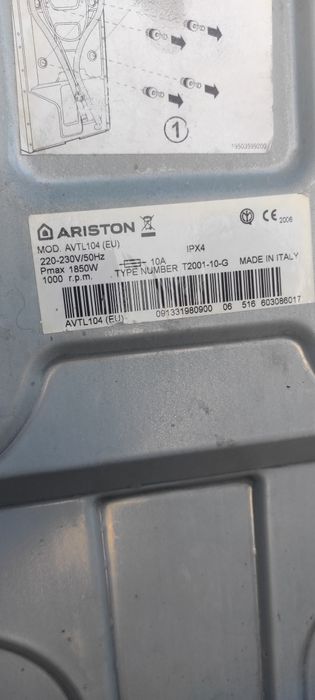 1
19503599200
ARISTON
CE 2006
MOD. AVTL104 (EU)
IPX4
220-230V/50Hz
Pmax 1850W
10A
TYPE NUMBER T2001-10-G
MADE IN ITALY
1000 r.p.m.
AVTL104 (EU)
091331980900 06 516 603086017